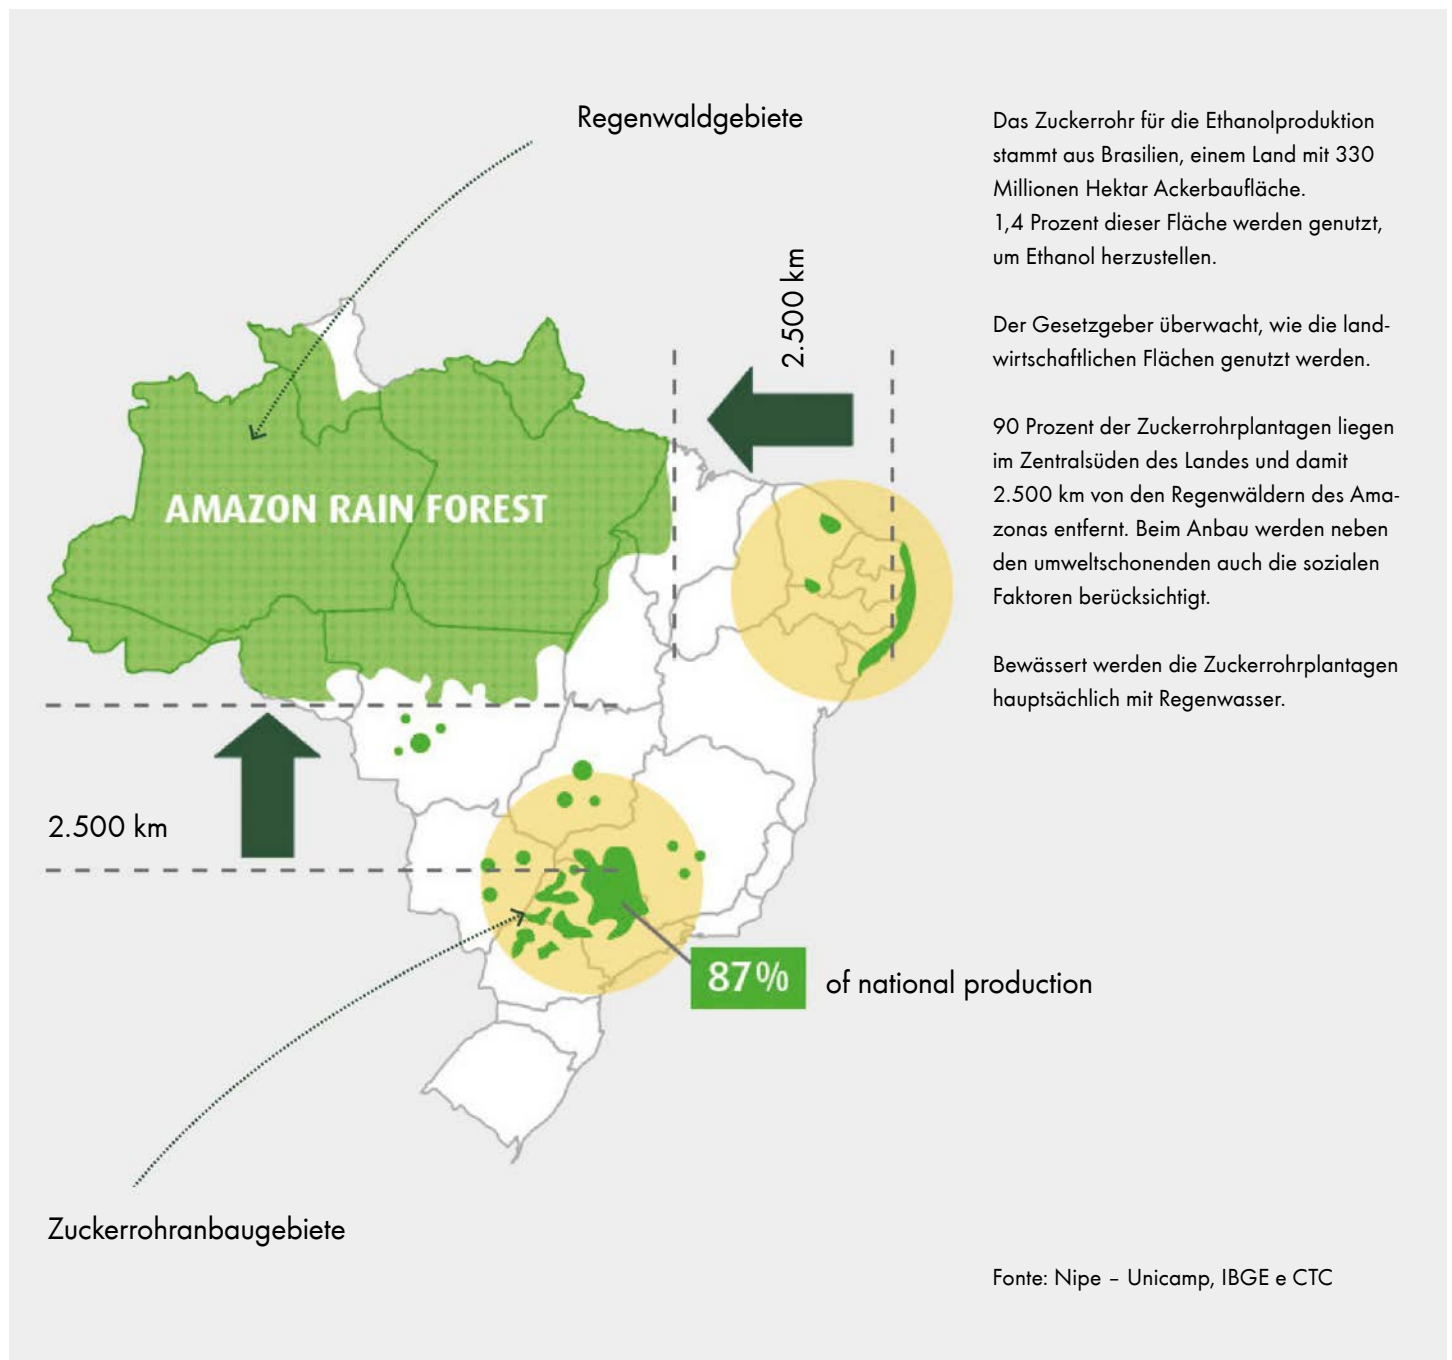 Regenwaldgebiete
2.500 km
AMAZON RAIN FOREST
2.500 km
87%
of national production
Zuckerrohranbaugebiete
Das Zuckerrohr für die Ethanolproduktion
stammt aus Brasilien, einem Land mit 330
Millionen Hektar Ackerbaufläche.
1,4 Prozent dieser Fläche werden genutzt,
um Ethanol herzustellen.
Der Gesetzgeber überwacht, wie die land-
wirtschaftlichen Flächen genutzt werden.
90 Prozent der Zuckerrohrplantagen liegen
im Zentralsüden des Landes und damit
2.500 km von den Regenwäldern des Ama-
zonas entfernt. Beim Anbau werden neben
den umweltschonenden auch die sozialen
Faktoren berücksichtigt.
Bewässert werden die Zuckerrohrplantagen
hauptsächlich mit Regenwasser.
Fonte: Nipe – Unicamp, IBGE e CTC